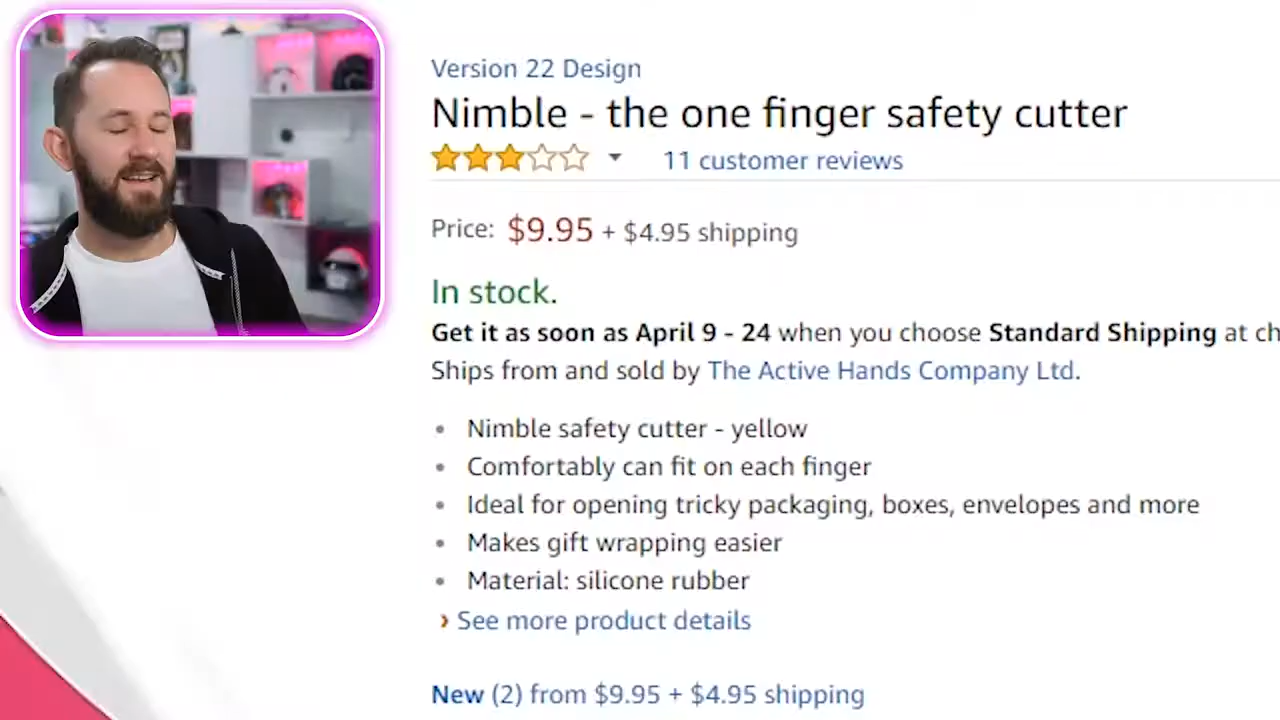 Version 22 Design
Nimble - the one finger safety cutter
11 customer reviews
Price: $9.95 + $4.95 shipping
In stock.
Get it as soon as April 9 - 24 when you choose Standard Shipping at ch
Ships from and sold by The Active Hands Company Ltd.
• Nimble safety cutter - yellow
• Comfortably can fit on each finger
• Ideal for opening tricky packaging, boxes, envelopes and more
• Makes gift wrapping easier
• Material: silicone rubber
› See more product details
New (2) from $9.95 + $4.95 shipping